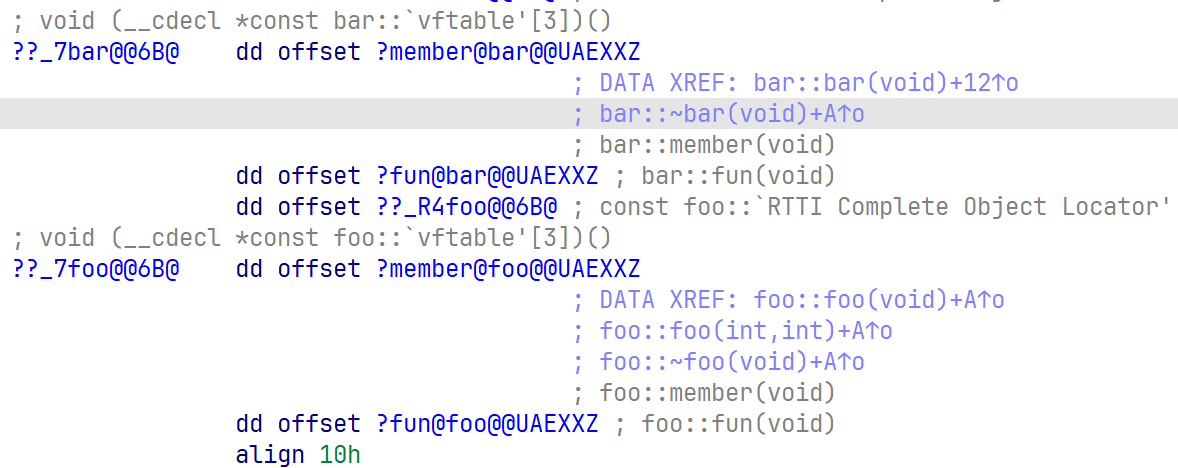 ; void (__cdecl *const bar::`vftable'[3])()
??_7bar@@6B@ dd offset ?member@bar@@UAEXXZ
; DATA XREF: bar::bar(void)+12↑o
; bar::~bar(void)+A↑o
; bar::member(void)
dd offset ?fun@bar@@UAEXXZ ; bar::fun(void)
dd offset ??_R4foo@@6B@ ; const foo::`RTTI Complete Object Locator'
; void (__cdecl *const foo::`vftable'[3])()
??_7foo@@6B@ dd offset ?member@foo@@UAEXXZ
; DATA XREF: foo::foo(void)+A↑o
; foo::foo(int,int)+A↑o
; foo::~foo(void)+A↑o
; foo::member(void)
dd offset ?fun@foo@@UAEXXZ ; foo::fun(void)
align 10h